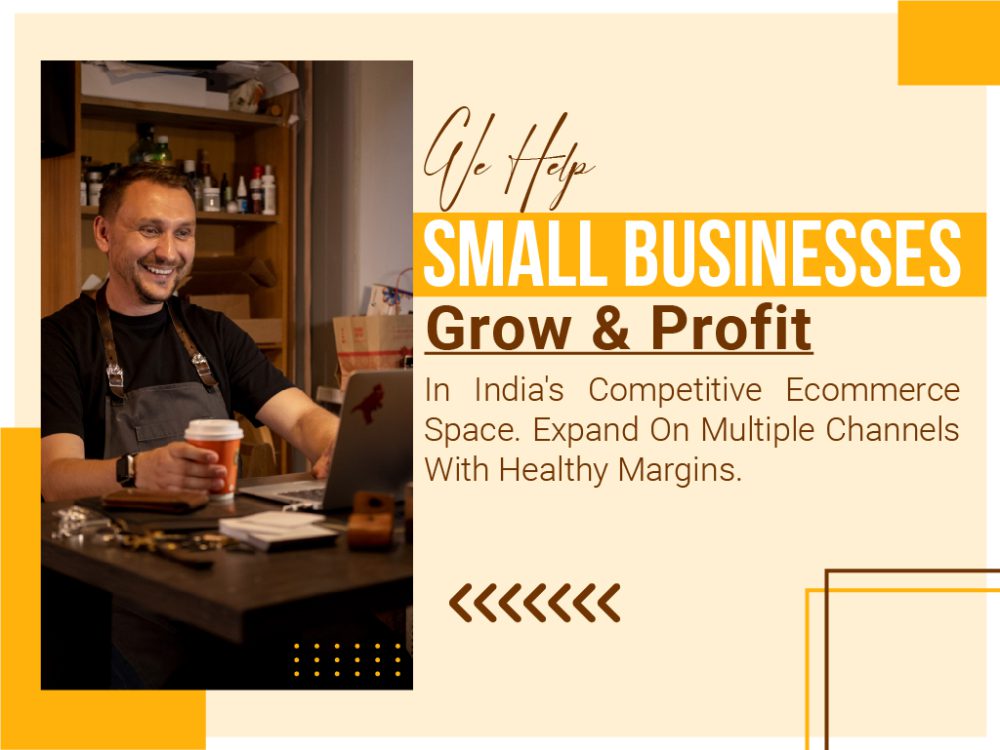 We Help
SMALL BUSINESSES
Grow & Profit
In India's Competitive Ecommerce
Space. Expand On Multiple Channels
With Healthy Margins.